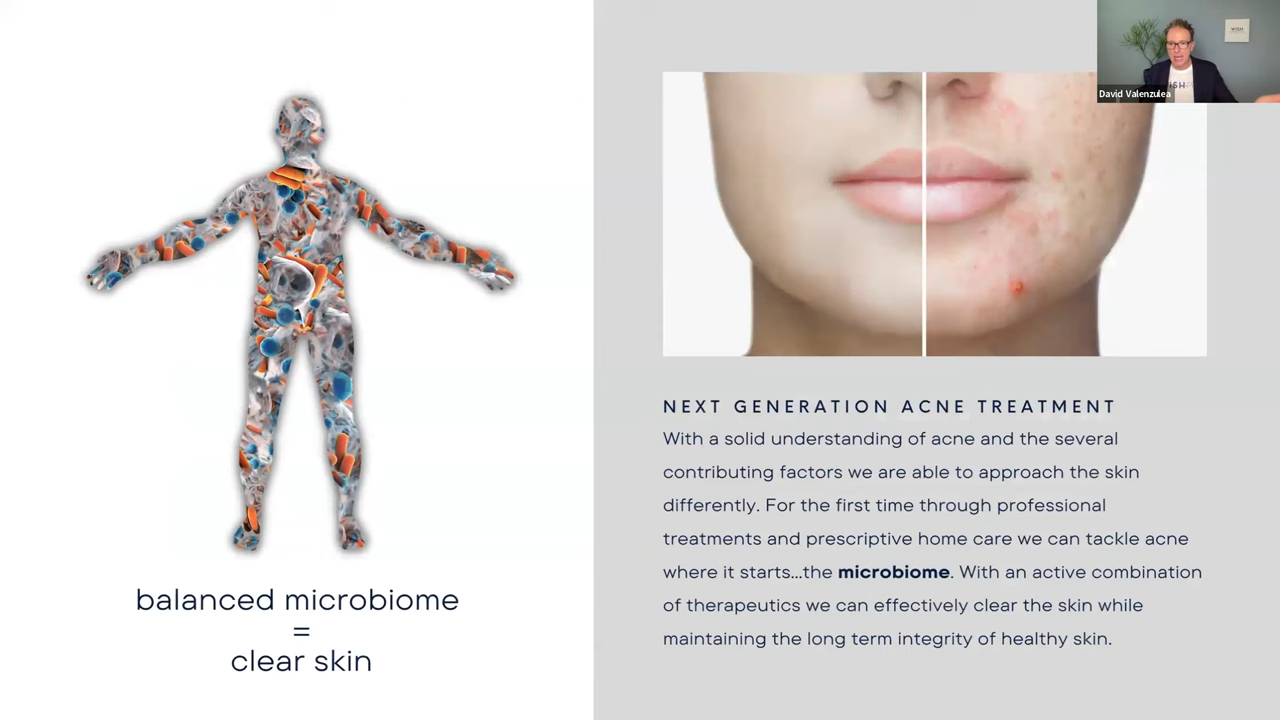 balanced microbiome
=
clear skin
NEXT GENERATION ACNE TREATMENT
With a solid understanding of acne and the several
contributing factors we are able to approach the skin
differently. For the first time through professional
treatments and prescriptive home care we can tackle acne
where it starts...the microbiome. With an active combination
of therapeutics we can effectively clear the skin while
maintaining the long term integrity of healthy skin.
David Valenzulea